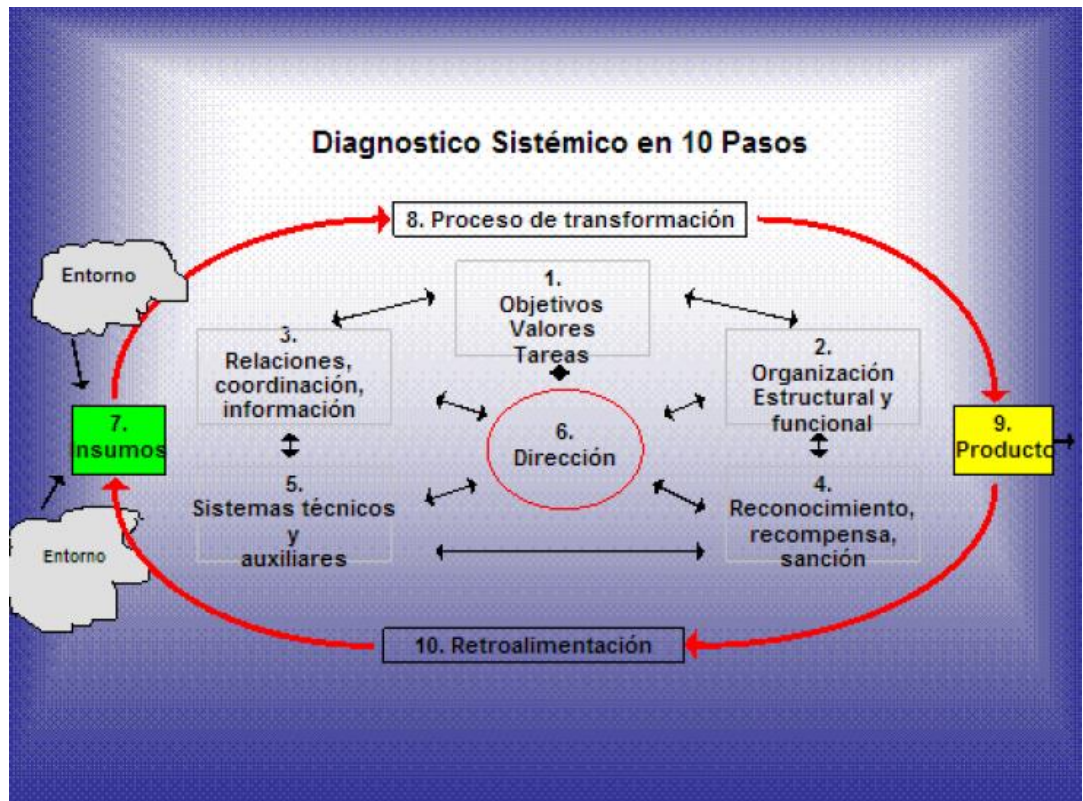 Diagnostico Sistémico en 10 Pasos
8. Proceso de transformación
Entorno
1.
Objetivos
Valores
Tareas
3.
Relaciones,
coordinación,
información
2.
Organización
Estructural y
funcional
7.
Insumos
6.
Dirección
9.
Producto
5.
Sistemas técnicos
y
auxiliares
4.
Reconocimiento,
recompensa,
sanción
Entorno
10. Retroalimentación